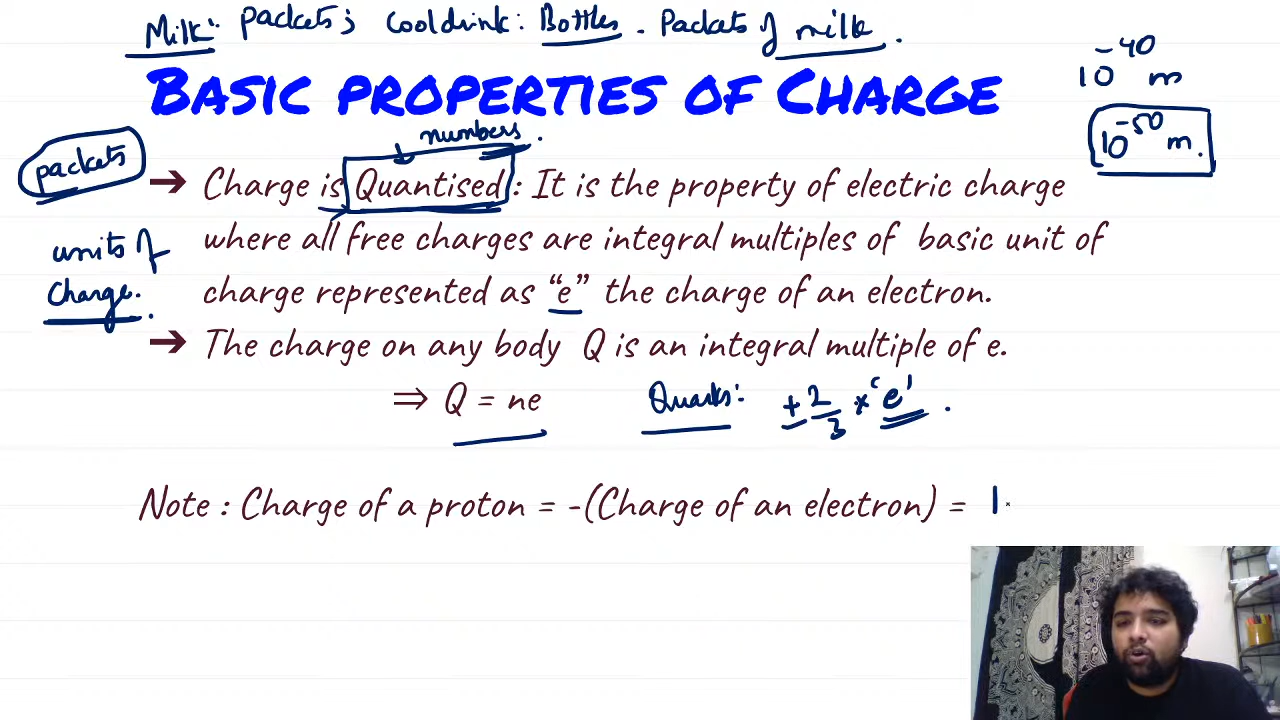 Milk: packets; Cooldrink: Bottles. Packets of milk.
10⁻⁴⁰ m
BASIC PROPERTIES OF CHARGE
10⁻⁵⁰ m.
numbers.
packets
➔ Charge is Quantised : It is the property of electric charge
units of
where all free charges are integral multiples of basic unit of
Charge.
charge represented as “e” the charge of an electron.
➔ The charge on any body Q is an integral multiple of e.
⇒ Q = ne
Quarks: +2/3 * 'e'.
Note : Charge of a proton = -(Charge of an electron) = 1.